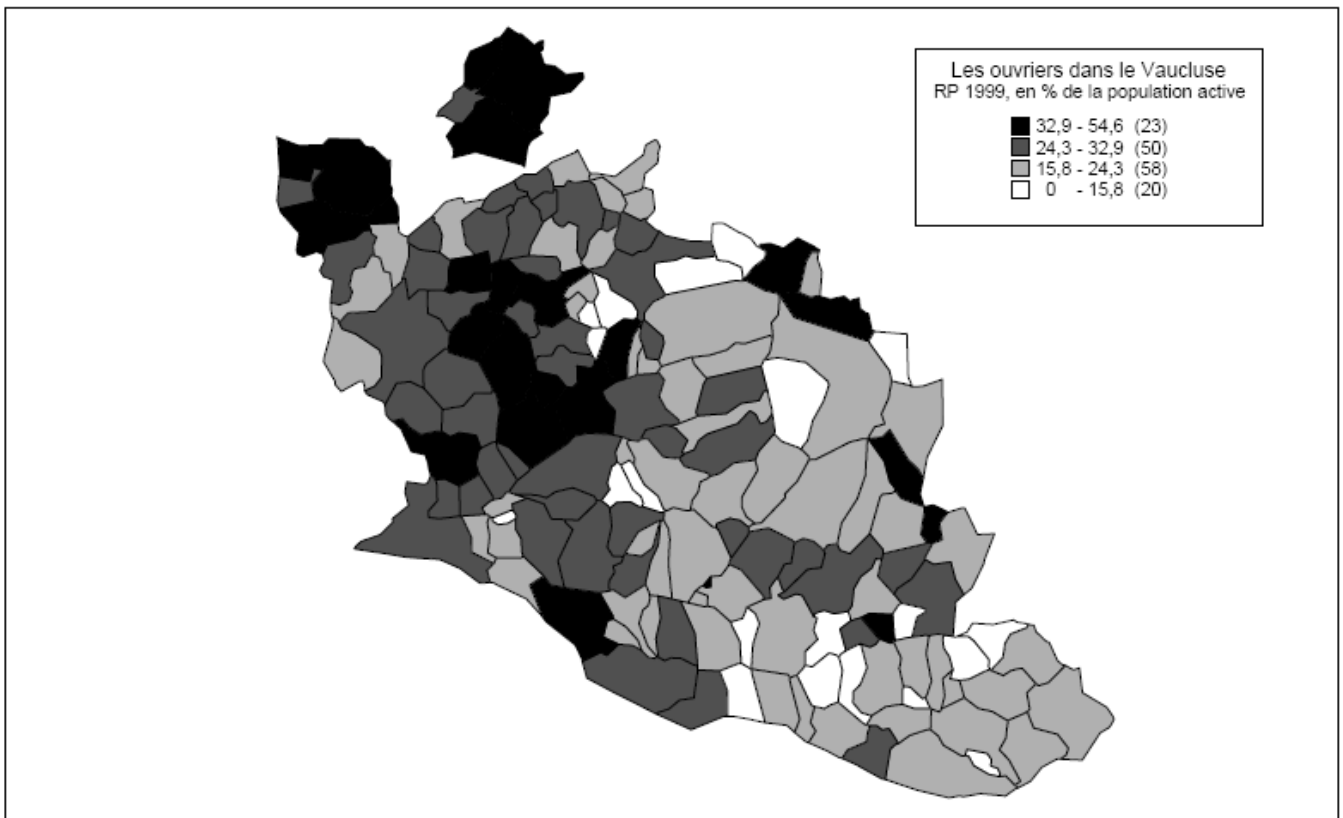 Les ouvriers dans le Vaucluse
RP 1999, en % de la population active
32,9 - 54,6 (23)
24,3 - 32,9 (50)
15,8 - 24,3 (58)
0 - 15,8 (20)